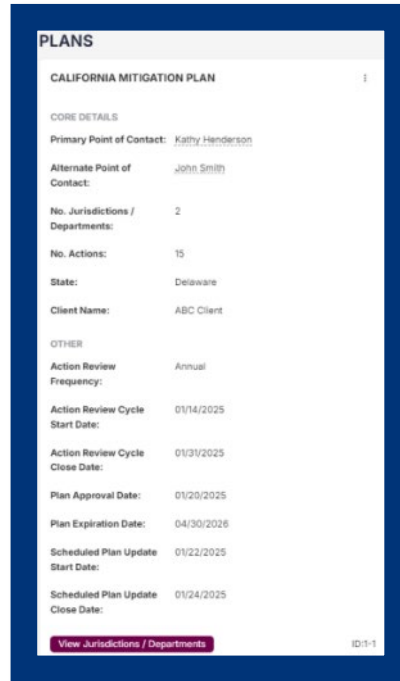 PLANS
CALIFORNIA MITIGATION PLAN
CORE DETAILS
Primary Point of Contact: Kathy Henderson
Alternate Point of Contact: John Smith
No. Jurisdictions / Departments: 2
No. Actions: 15
State: Delaware
Client Name: ABC Client
OTHER
Action Review Frequency: Annual
Action Review Cycle Start Date: 01/14/2025
Action Review Cycle Close Date: 01/31/2025
Plan Approval Date: 01/20/2025
Plan Expiration Date: 04/30/2026
Scheduled Plan Update Start Date: 01/22/2025
Scheduled Plan Update Close Date: 01/24/2025
View Jurisdictions / Departments ID:1-1